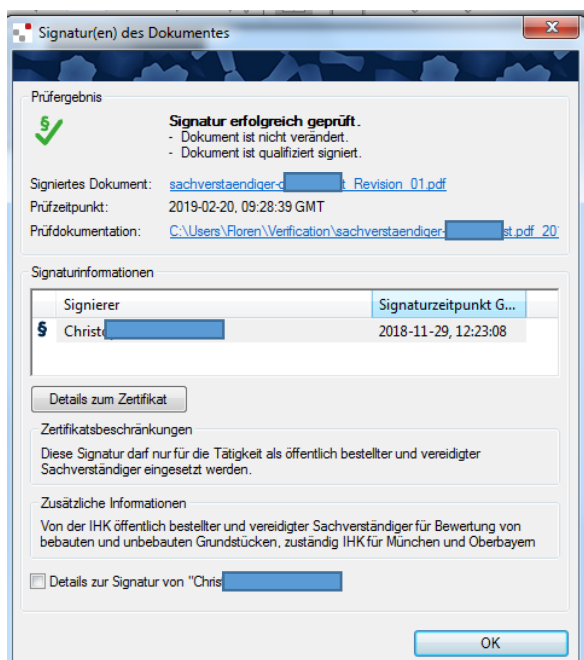 Signatur(en) des Dokumentes
Prüfergebnis
Signatur erfolgreich geprüft.
- Dokument ist nicht verändert.
- Dokument ist qualifiziert signiert.
Signiertes Dokument: sachverstaendiger- t_Revision_01.pdf
Prüfzeitpunkt: 2019-02-20, 09:28:39 GMT
Prüfdokumentation: C:\Users\Floren\Verification\sachverstaendiger- st.pdf_20
Signaturinformationen
Signierer Signaturzeitpunkt G...
§ Christ 2018-11-29, 12:23:08
Details zum Zertifikat
Zertifikatsbeschränkungen
Diese Signatur darf nur für die Tätigkeit als öffentlich bestellter und vereidigter
Sachverständiger eingesetzt werden.
Zusätzliche Informationen
Von der IHK öffentlich bestellter und vereidigter Sachverständiger für Bewertung von
bebauten und unbebauten Grundstücken, zuständig IHK für München und Oberbayern
Details zur Signatur von "Chris
OK